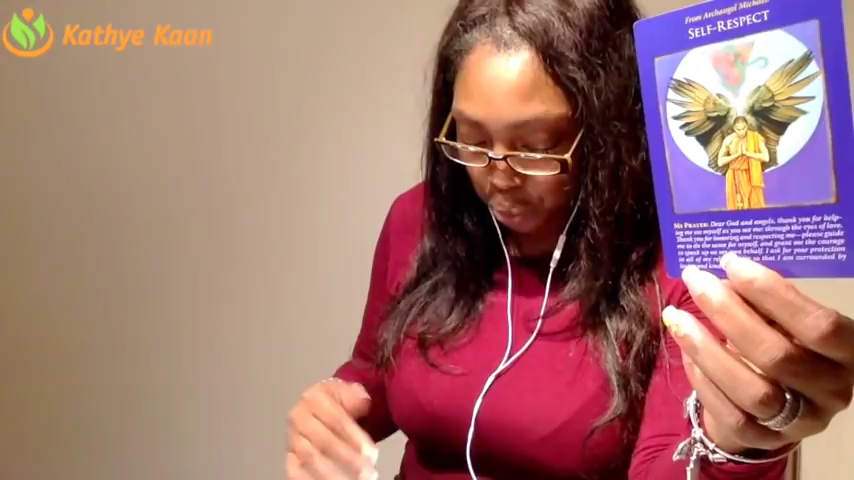 Kathye Kaan
From Archangel Michael:
SELF-RESPECT
MY PRAYER: Dear God and angels, thank you for help-
ing me see myself as you see me: through the eyes of love.
Thank you for honoring and respecting me—please guide
me to do the same for myself, and grant me the courage
to speak up on my own behalf. I ask for your protection
in all of my so that I am surrounded by
and kindness